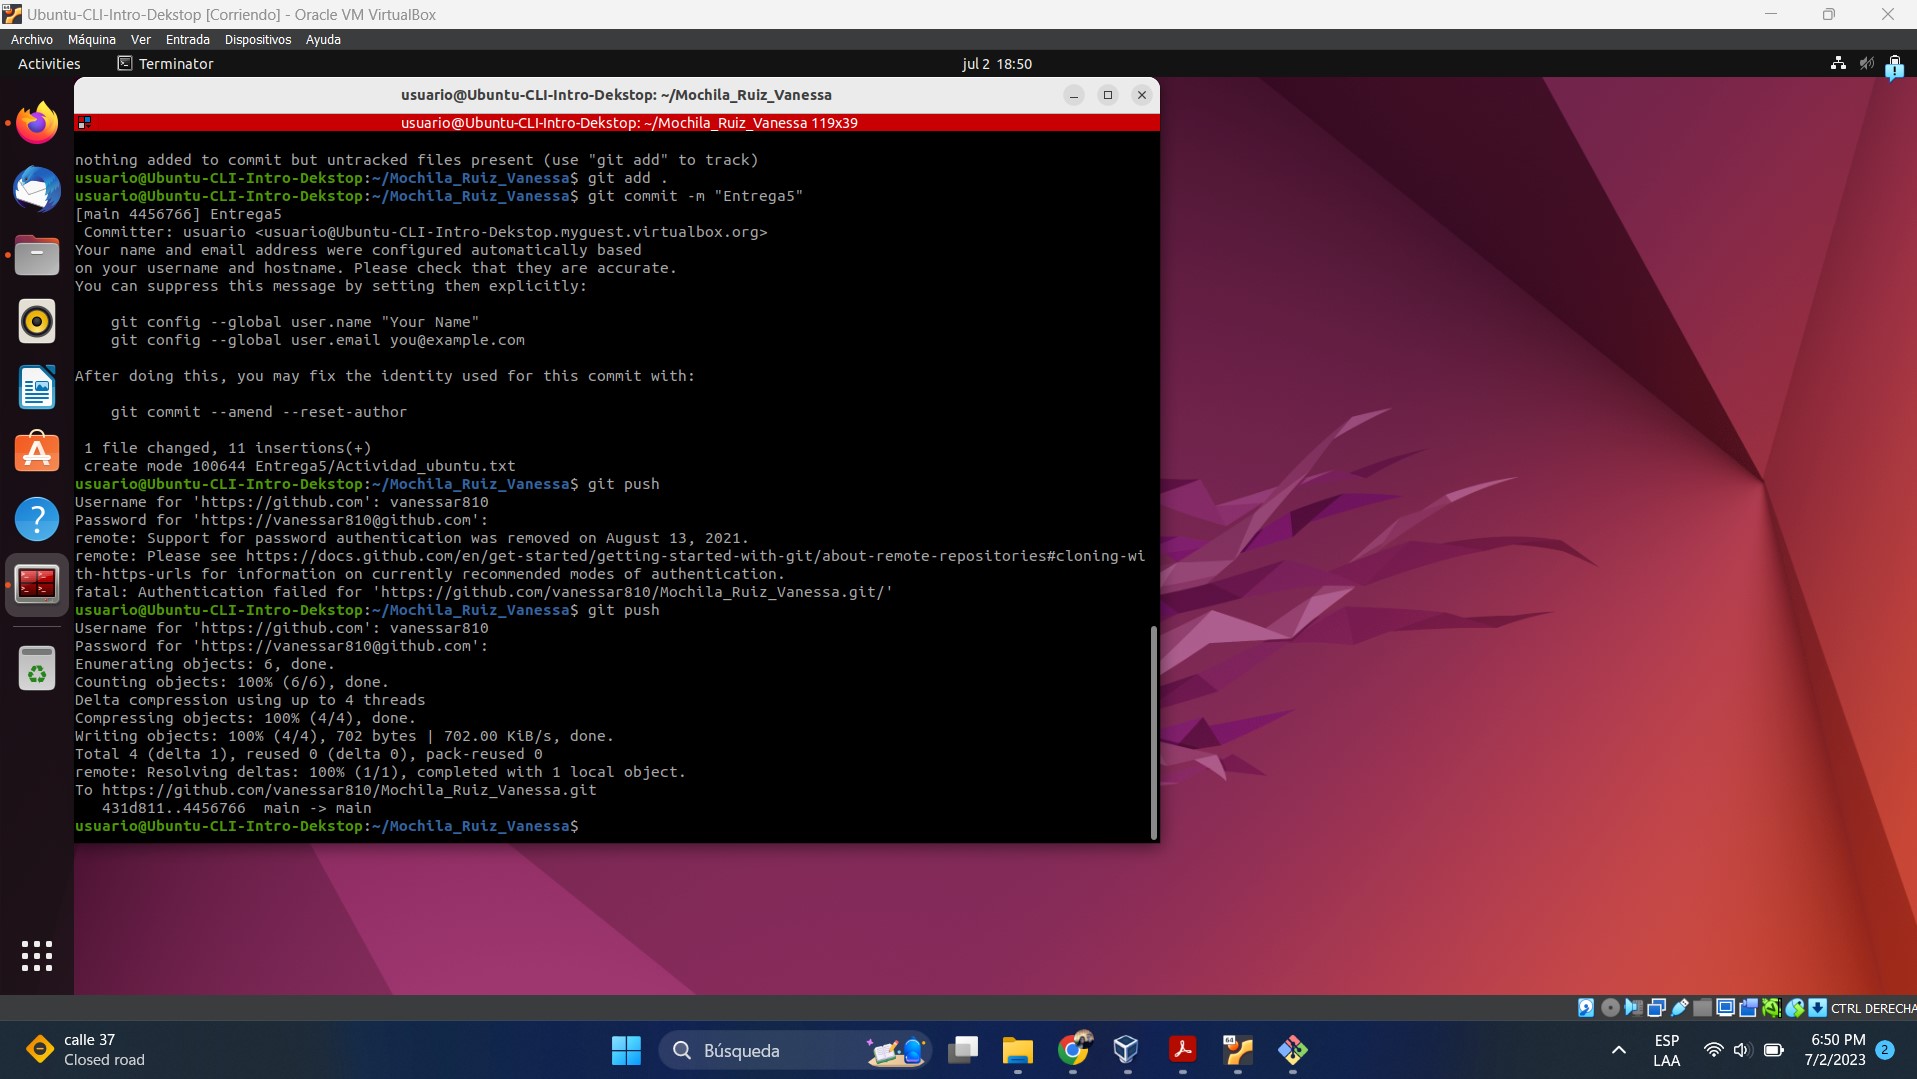 Ubuntu-CLI-Intro-Dekstop [Corriendo] - Oracle VM VirtualBox
Archivo Máquina Ver Entrada Dispositivos Ayuda
Activities Terminator jul 2 18:50
usuario@Ubuntu-CLI-Intro-Dekstop: ~/Mochila_Ruiz_Vanessa
usuario@Ubuntu-CLI-Intro-Dekstop: ~/Mochila_Ruiz_Vanessa 119x39
nothing added to commit but untracked files present (use "git add" to track)
usuario@Ubuntu-CLI-Intro-Dekstop:~/Mochila_Ruiz_Vanessa$ git add .
usuario@Ubuntu-CLI-Intro-Dekstop:~/Mochila_Ruiz_Vanessa$ git commit -m "Entrega5"
[main 4456766] Entrega5
Committer: usuario <usuario@Ubuntu-CLI-Intro-Dekstop.myguest.virtualbox.org>
Your name and email address were configured automatically based
on your username and hostname. Please check that they are accurate.
You can suppress this message by setting them explicitly:
git config --global user.name "Your Name"
git config --global user.email you@example.com
After doing this, you may fix the identity used for this commit with:
git commit --amend --reset-author
1 file changed, 11 insertions(+)
create mode 100644 Entrega5/Actividad_ubuntu.txt
usuario@Ubuntu-CLI-Intro-Dekstop:~/Mochila_Ruiz_Vanessa$ git push
Username for 'https://github.com': vanessar810
Password for 'https://vanessar810@github.com':
remote: Support for password authentication was removed on August 13, 2021.
remote: Please see https://docs.github.com/en/get-started/getting-started-with-git/about-remote-repositories#cloning-wi
th-https-urls for information on currently recommended modes of authentication.
fatal: Authentication failed for 'https://github.com/vanessar810/Mochila_Ruiz_Vanessa.git/'
usuario@Ubuntu-CLI-Intro-Dekstop:~/Mochila_Ruiz_Vanessa$ git push
Username for 'https://github.com': vanessar810
Password for 'https://vanessar810@github.com':
Enumerating objects: 6, done.
Counting objects: 100% (6/6), done.
Delta compression using up to 4 threads
Compressing objects: 100% (4/4), done.
Writing objects: 100% (4/4), 702 bytes | 702.00 KiB/s, done.
Total 4 (delta 1), reused 0 (delta 0), pack-reused 0
remote: Resolving deltas: 100% (1/1), completed with 1 local object.
To https://github.com/vanessar810/Mochila_Ruiz_Vanessa.git
431d811..4456766 main -> main
usuario@Ubuntu-CLI-Intro-Dekstop:~/Mochila_Ruiz_Vanessa$
CTRL DERECHA
calle 37
Closed road
Búsqueda
ESP
LAA
6:50 PM
7/2/2023
2